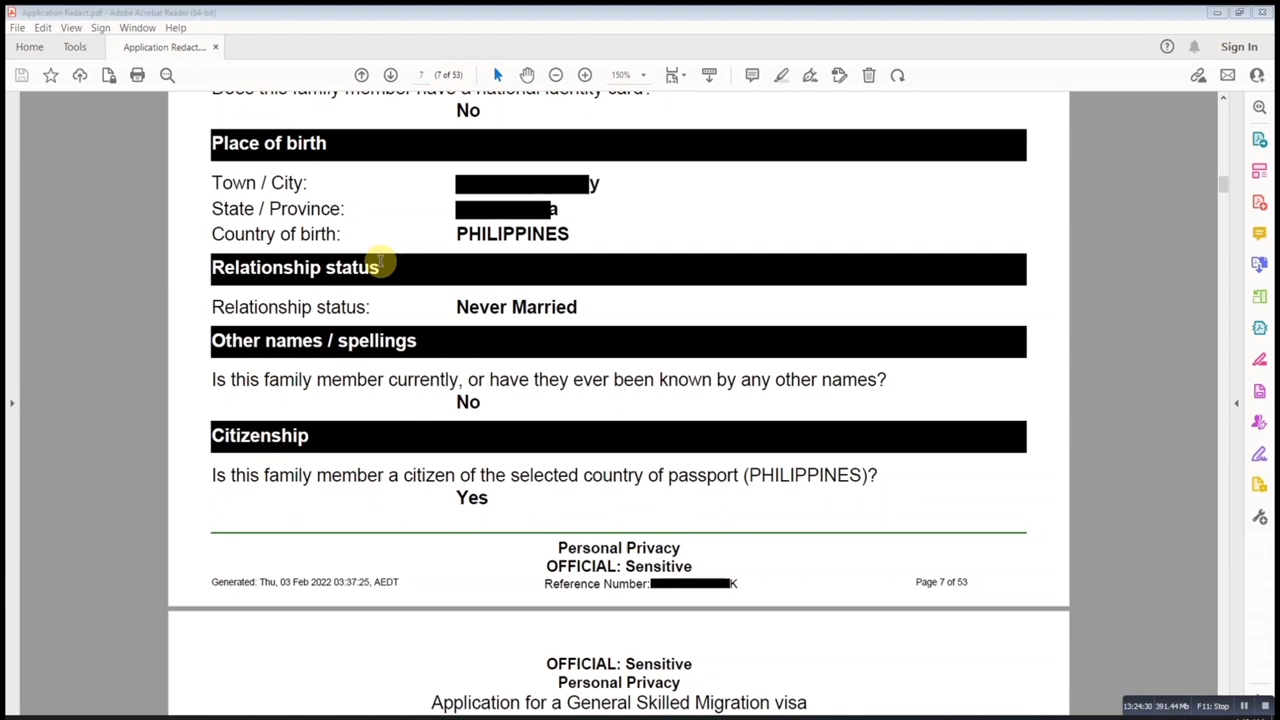 Application Redact.pdf - Adobe Acrobat Reader (64-bit)
File Edit View Sign Window Help
Home Tools Application Redact.... × Sign In
7 (7 of 53) 150%
Does this family member have a national identity card?
No
Place of birth
Town / City: y
State / Province: a
Country of birth: PHILIPPINES
Relationship status
Relationship status: Never Married
Other names / spellings
Is this family member currently, or have they ever been known by any other names?
No
Citizenship
Is this family member a citizen of the selected country of passport (PHILIPPINES)?
Yes
Personal Privacy
OFFICIAL: Sensitive
Generated: Thu, 03 Feb 2022 03:37:25, AEDT Reference Number: K Page 7 of 53
OFFICIAL: Sensitive
Personal Privacy
Application for a General Skilled Migration visa
13:24:30 391.44 Mb F11: Stop